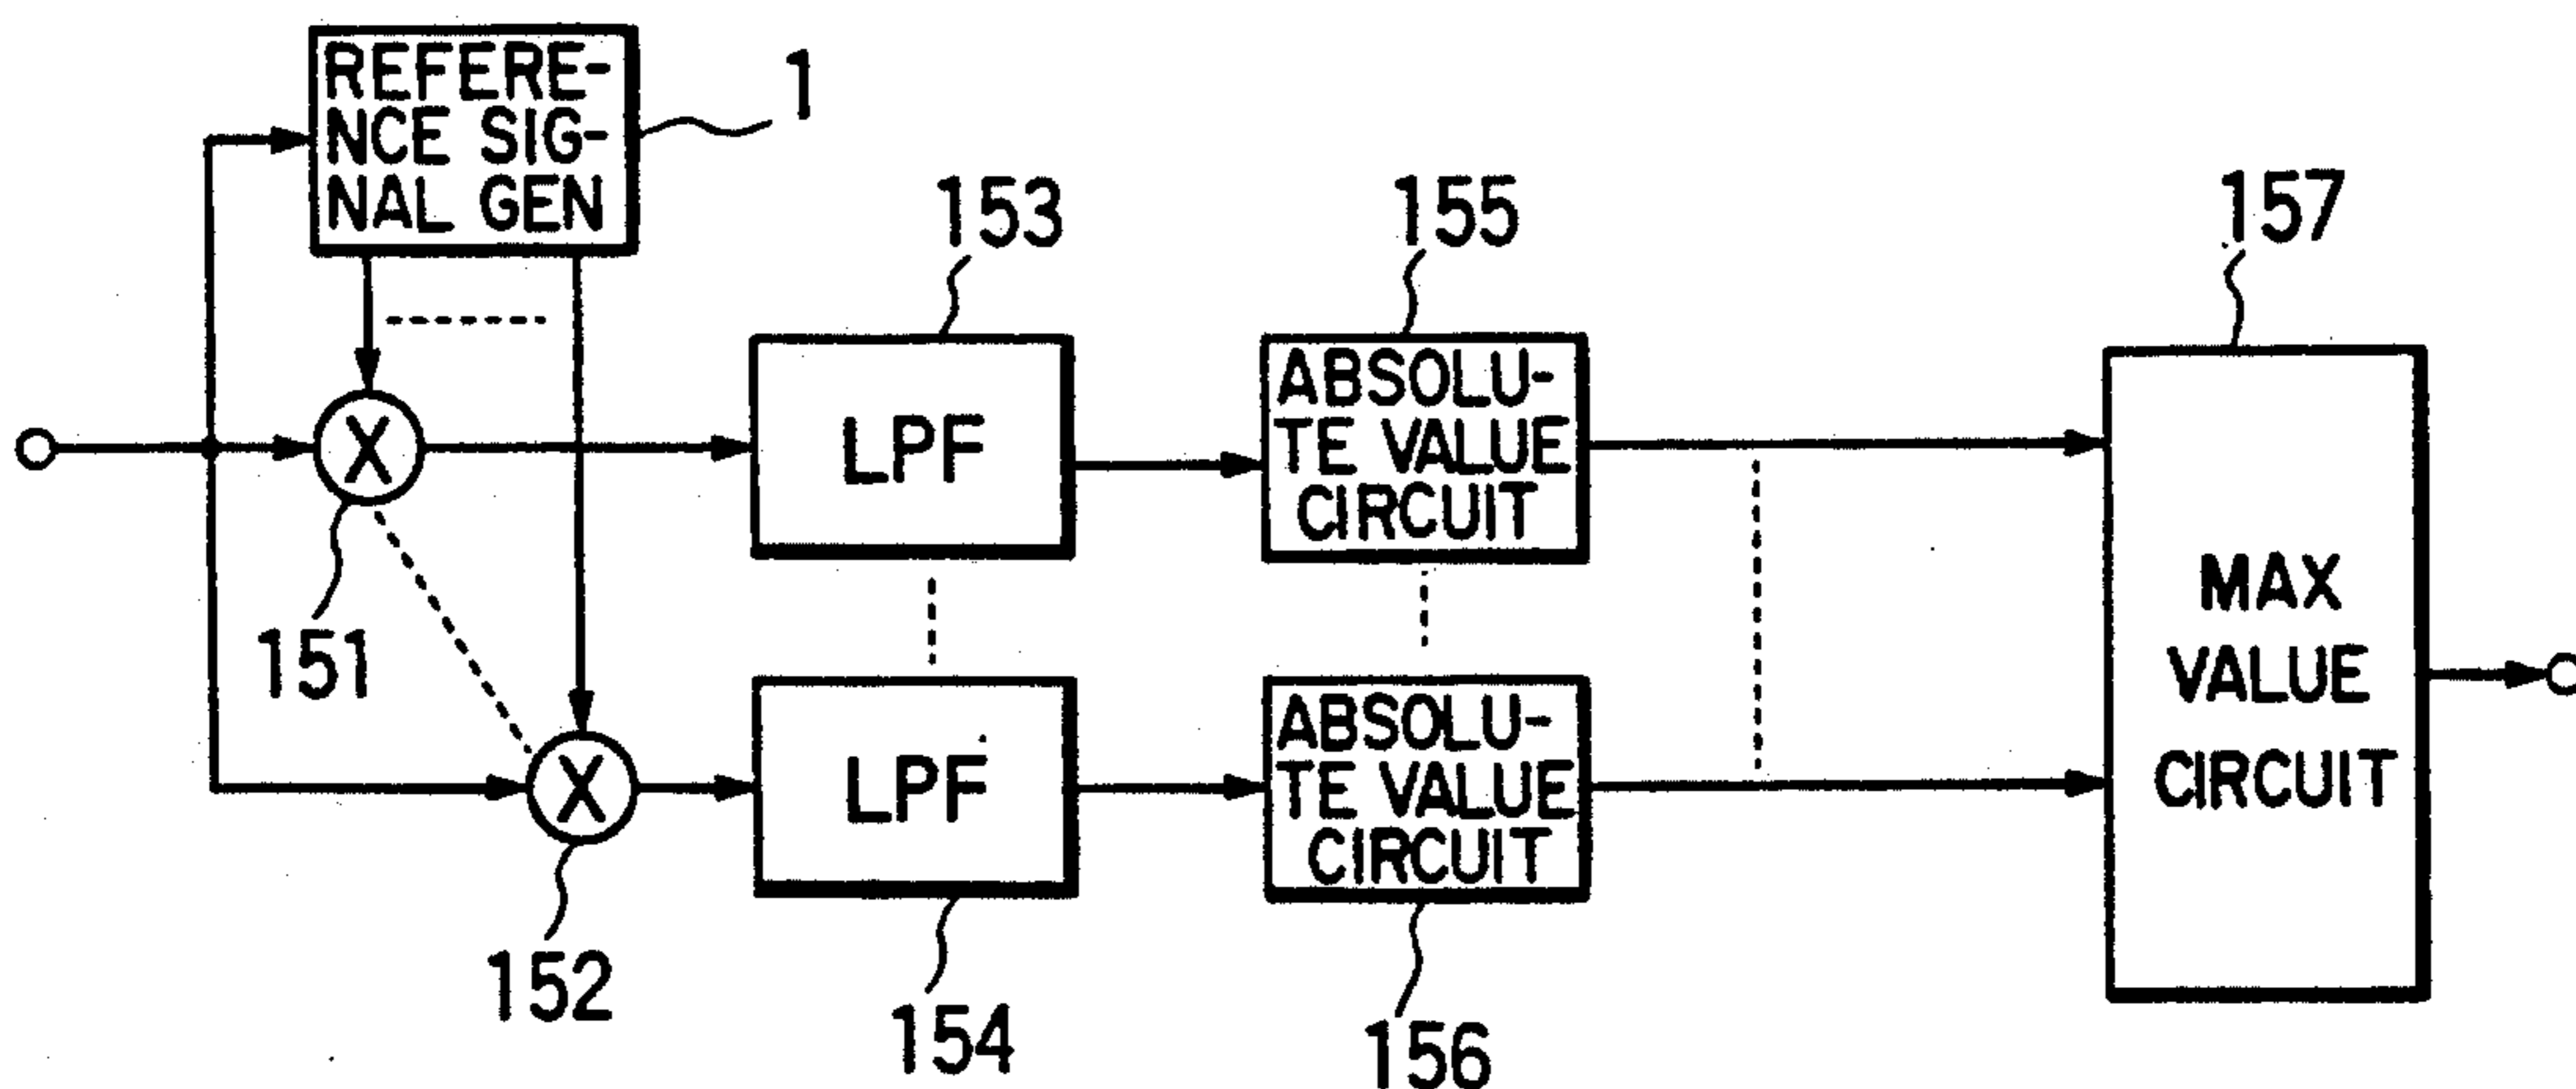 REFERE-
NCE SIG-
NAL GEN
1
153
155
157
X
LPF
ABSOLU-
TE VALUE
CIRCUIT
MAX
VALUE
CIRCUIT
151
X
LPF
ABSOLU-
TE VALUE
CIRCUIT
152
154
156